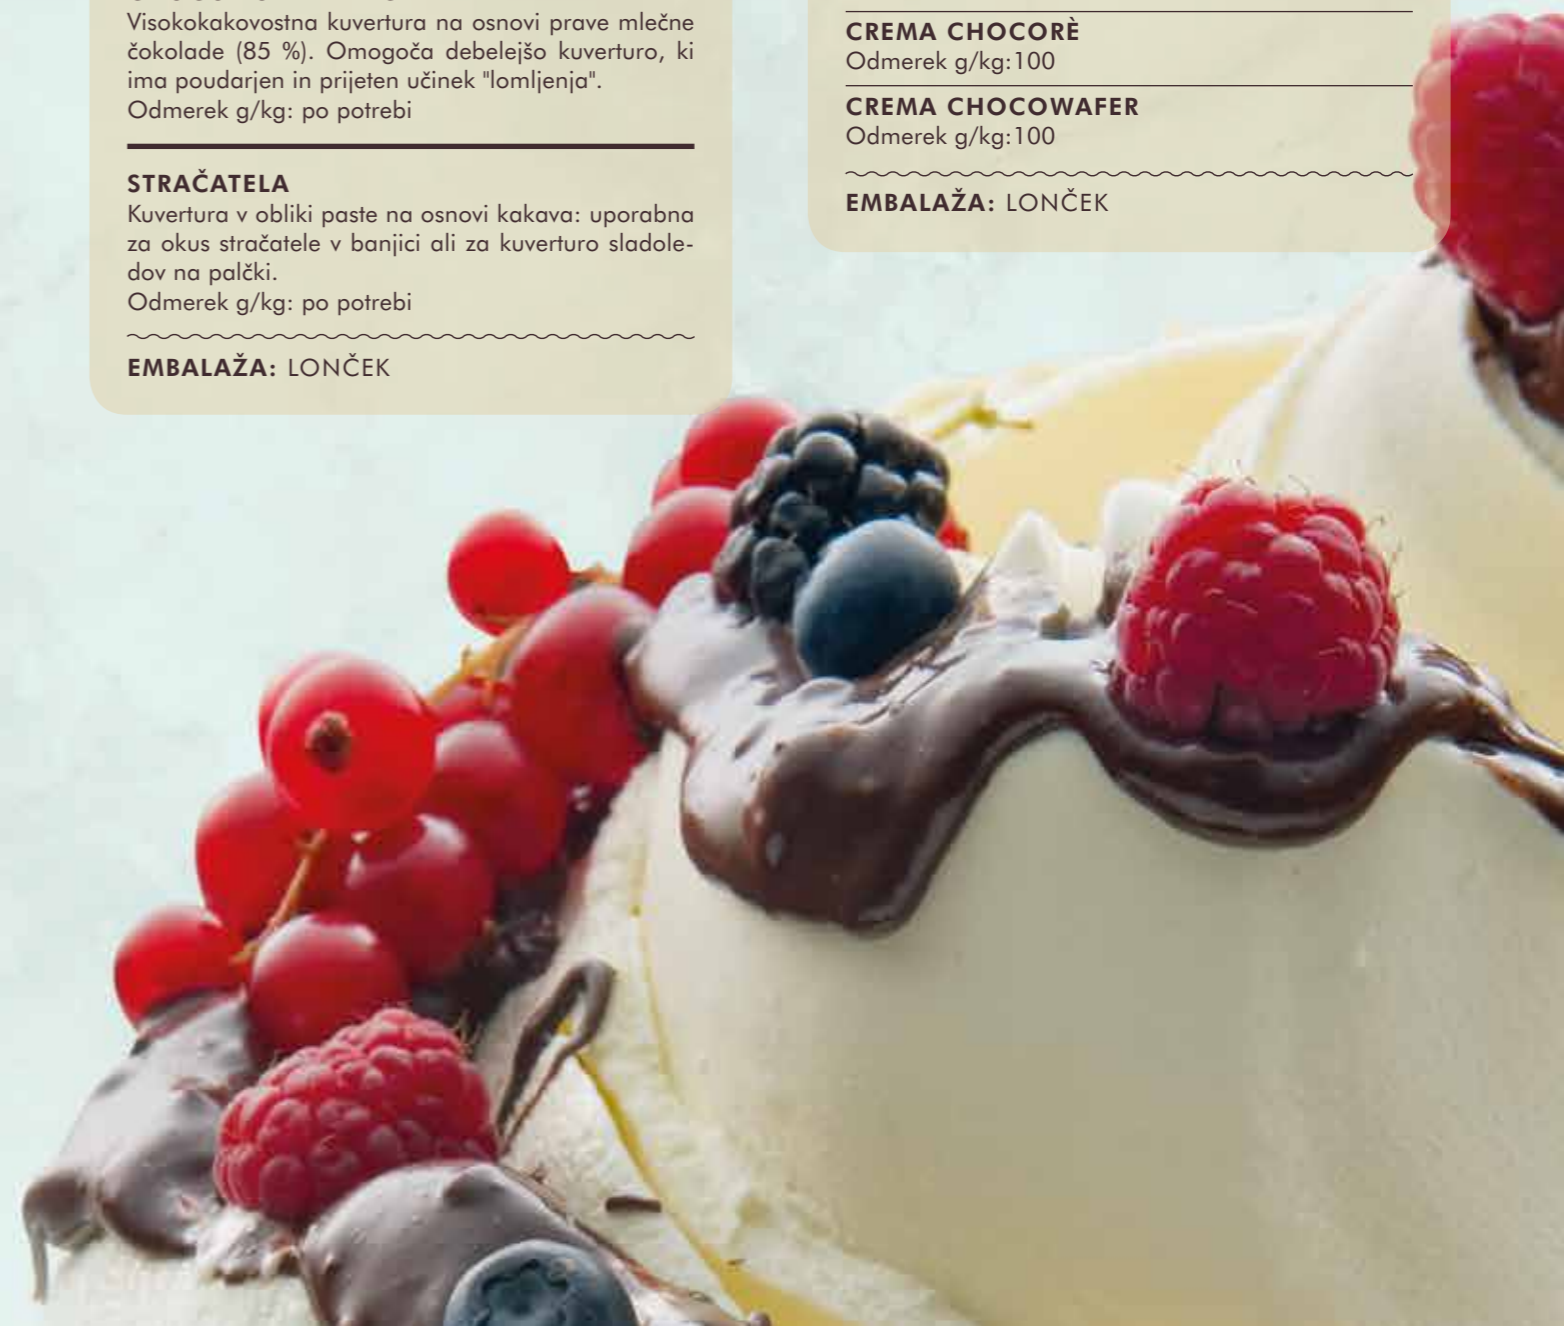 Visokokakovostna kuvertura na osnovi prave mlečne
čokolade (85 %). Omogoča debelejšo kuverturo, ki
ima poudarjen in prijeten učinek "lomljenja".
Odmerek g/kg: po potrebi
STRAČATELA
Kuvertura v obliki paste na osnovi kakava: uporabna
za okus stračatele v banjici ali za kuverturo sladole-
dov na palčki.
Odmerek g/kg: po potrebi
EMBALAŽA: LONČEK
CREMA CHOCORÈ
Odmerek g/kg:100
CREMA CHOCOWAFER
Odmerek g/kg:100
EMBALAŽA: LONČEK